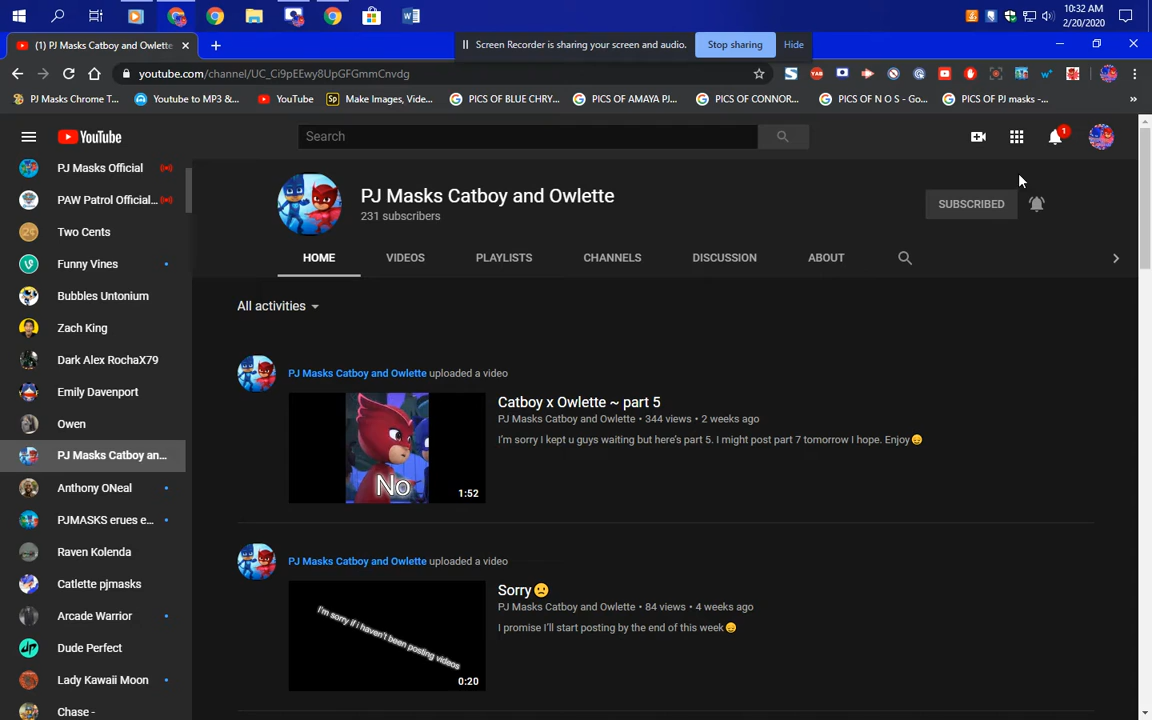 10:32 AM
2/20/2020
(1) PJ Masks Catboy and Owlette
Screen Recorder is sharing your screen and audio.
Stop sharing
Hide
youtube.com/channel/UC_Ci9pEEwy8UpGFGmmCnvdg
PJ Masks Chrome T...
Youtube to MP3 &...
YouTube
Make Images, Vide...
PICS OF BLUE CHRY...
PICS OF AMAYA PJ...
PICS OF CONNOR...
PICS OF N O S - Go...
PICS OF PJ masks -...
YouTube
Search
1
PJ Masks Official
PAW Patrol Official...
Two Cents
Funny Vines
Bubbles Untonium
Zach King
Dark Alex RochaX79
Emily Davenport
Owen
PJ Masks Catboy an...
Anthony ONeal
PJMASKS erues e...
Raven Kolenda
Catlette pjmasks
Arcade Warrior
Dude Perfect
Lady Kawaii Moon
Chase -
PJ Masks Catboy and Owlette
231 subscribers
SUBSCRIBED
HOME
VIDEOS
PLAYLISTS
CHANNELS
DISCUSSION
ABOUT
All activities
PJ Masks Catboy and Owlette uploaded a video
No
1:52
Catboy x Owlette ~ part 5
PJ Masks Catboy and Owlette • 344 views • 2 weeks ago
I'm sorry I kept u guys waiting but here's part 5. I might post part 7 tomorrow I hope. Enjoy😞
PJ Masks Catboy and Owlette uploaded a video
I'm sorry if i haven't been posting videos
0:20
Sorry🙁
PJ Masks Catboy and Owlette • 84 views • 4 weeks ago
I promise I'll start posting by the end of this week😞